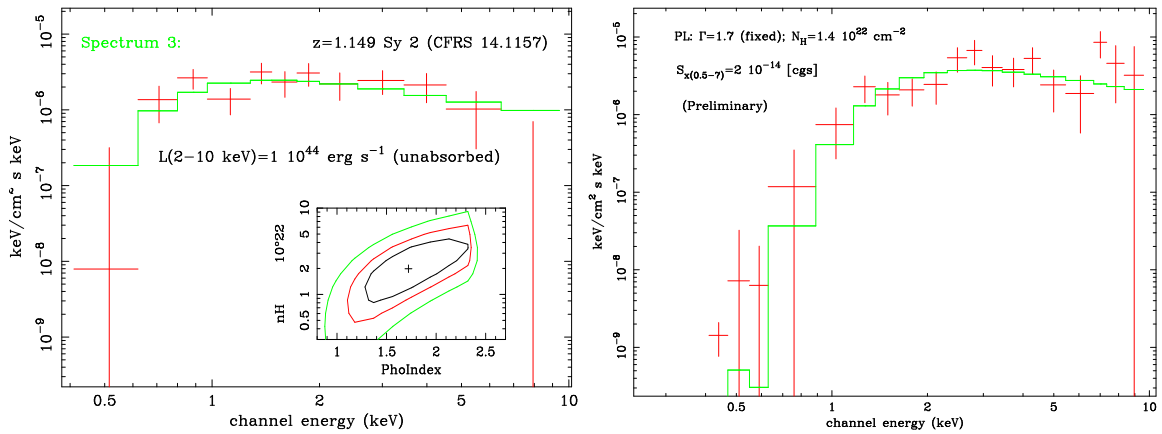 Spectrum 3:
z=1.149 Sy 2 (CFRS 14.1157)
L(2−10 keV)=1 10^44 erg s^−1 (unabsorbed)
keV/cm² s keV
10^−5
10^−6
10^−7
10^−8
10^−9
0.5 1 2 5 10
channel energy (keV)
nH 10^22
10
5
2
1
0.5
1 1.5 2 2.5
PhoIndex
PL: Γ=1.7 (fixed); N_H=1.4 10^22 cm^−2
S_x(0.5−7)=2 10^−14 [cgs]
(Preliminary)
keV/cm² s keV
10^−5
10^−6
10^−7
10^−8
10^−9
0.5 1 2 5 10
channel energy (keV)